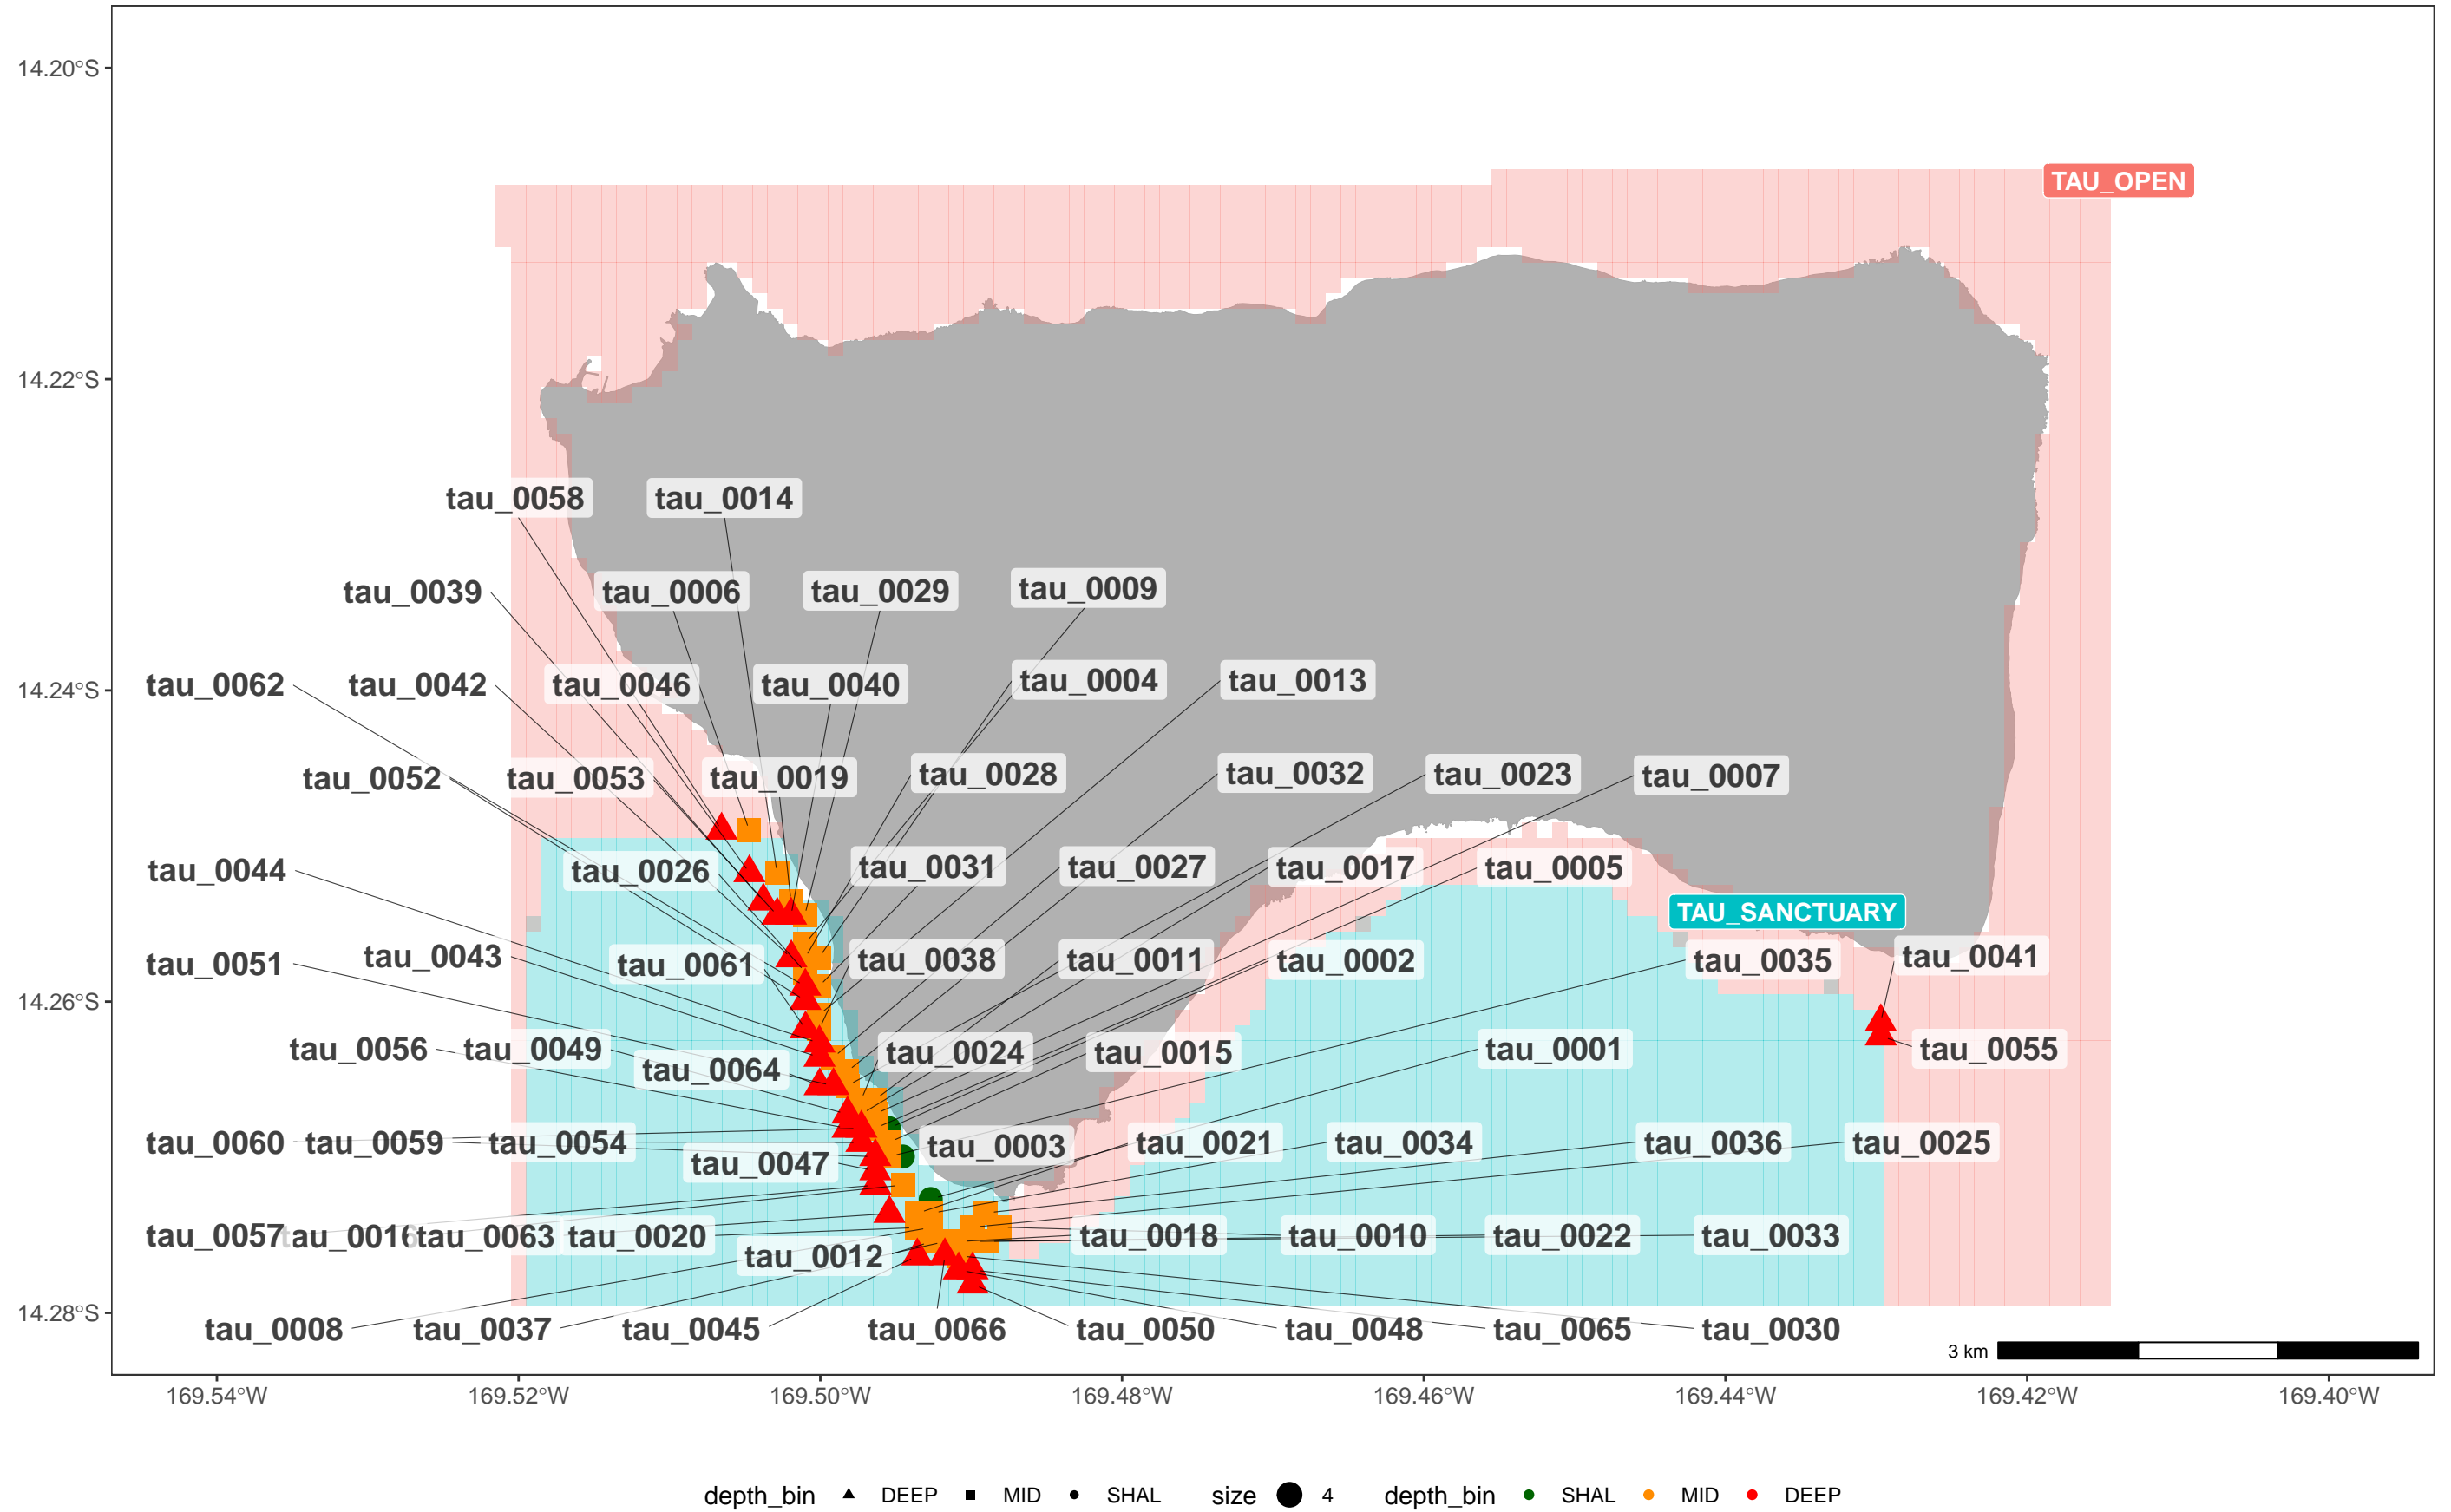 14.20°S
TAU_OPEN
14.22°S
tau_0058 tau_0014
tau_0039 tau_0006 tau_0029 tau_0009
14.24°S
tau_0062 tau_0042 tau_0046 tau_0040 tau_0004 tau_0013
tau_0052 tau_0053 tau_0019 tau_0028 tau_0032 tau_0023 tau_0007
tau_0044 tau_0026 tau_0031 tau_0027 tau_0017 tau_0005
TAU_SANCTUARY
tau_0051 tau_0043 tau_0061 tau_0038 tau_0011 tau_0002 tau_0035 tau_0041
14.26°S
tau_0056 tau_0049 tau_0064 tau_0024 tau_0015 tau_0001 tau_0055
tau_0060 tau_0059 tau_0054 tau_0047 tau_0003 tau_0021 tau_0034 tau_0036 tau_0025
tau_0057 tau_0016 tau_0063 tau_0020 tau_0012 tau_0018 tau_0010 tau_0022 tau_0033
14.28°S
tau_0008 tau_0037 tau_0045 tau_0066 tau_0050 tau_0048 tau_0065 tau_0030
3 km
169.54°W 169.52°W 169.50°W 169.48°W 169.46°W 169.44°W 169.42°W 169.40°W
depth_bin DEEP MID SHAL size 4 depth_bin SHAL MID DEEP